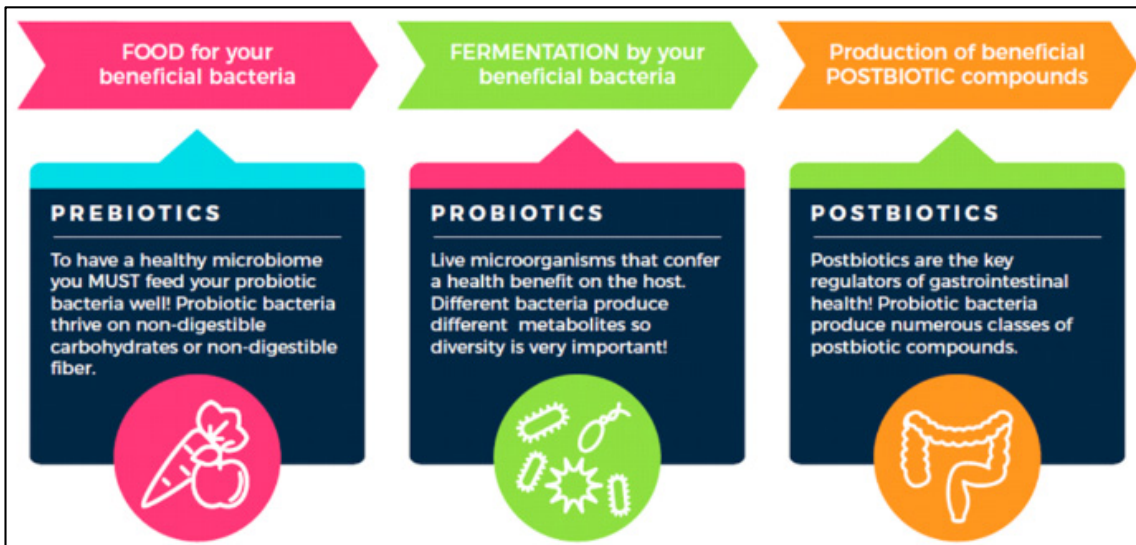 FOOD for your
beneficial bacteria
FERMENTATION by your
beneficial bacteria
Production of beneficial
POSTBIOTIC compounds
PREBIOTICS
To have a healthy microbiome
you MUST feed your probiotic
bacteria well! Probiotic bacteria
thrive on non-digestible
carbohydrates or non-digestible
fiber.
PROBIOTICS
Live microorganisms that confer
a health benefit on the host.
Different bacteria produce
different metabolites so
diversity is very important!
POSTBIOTICS
Postbiotics are the key
regulators of gastrointestinal
health! Probiotic bacteria
produce numerous classes of
postbiotic compounds.